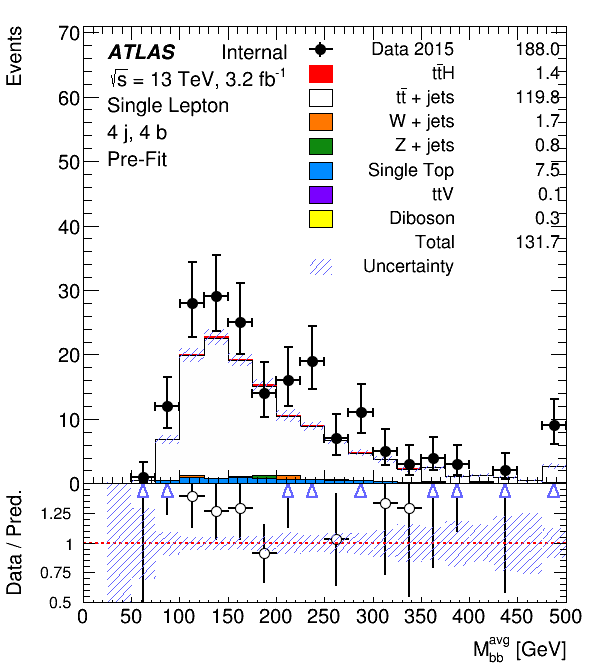 Events
ATLAS Internal
√s = 13 TeV, 3.2 fb⁻¹
Single Lepton
4 j, 4 b
Pre-Fit
Data 2015 188.0
tt̄H 1.4
tt̄ + jets 119.8
W + jets 1.7
Z + jets 0.8
Single Top 7.5
ttV 0.1
Diboson 0.3
Total 131.7
Uncertainty
70
60
50
40
30
20
10
0
Data / Pred.
1.25
1
0.75
0.5
0 50 100 150 200 250 300 350 400 450 500
M_bb^avg [GeV]